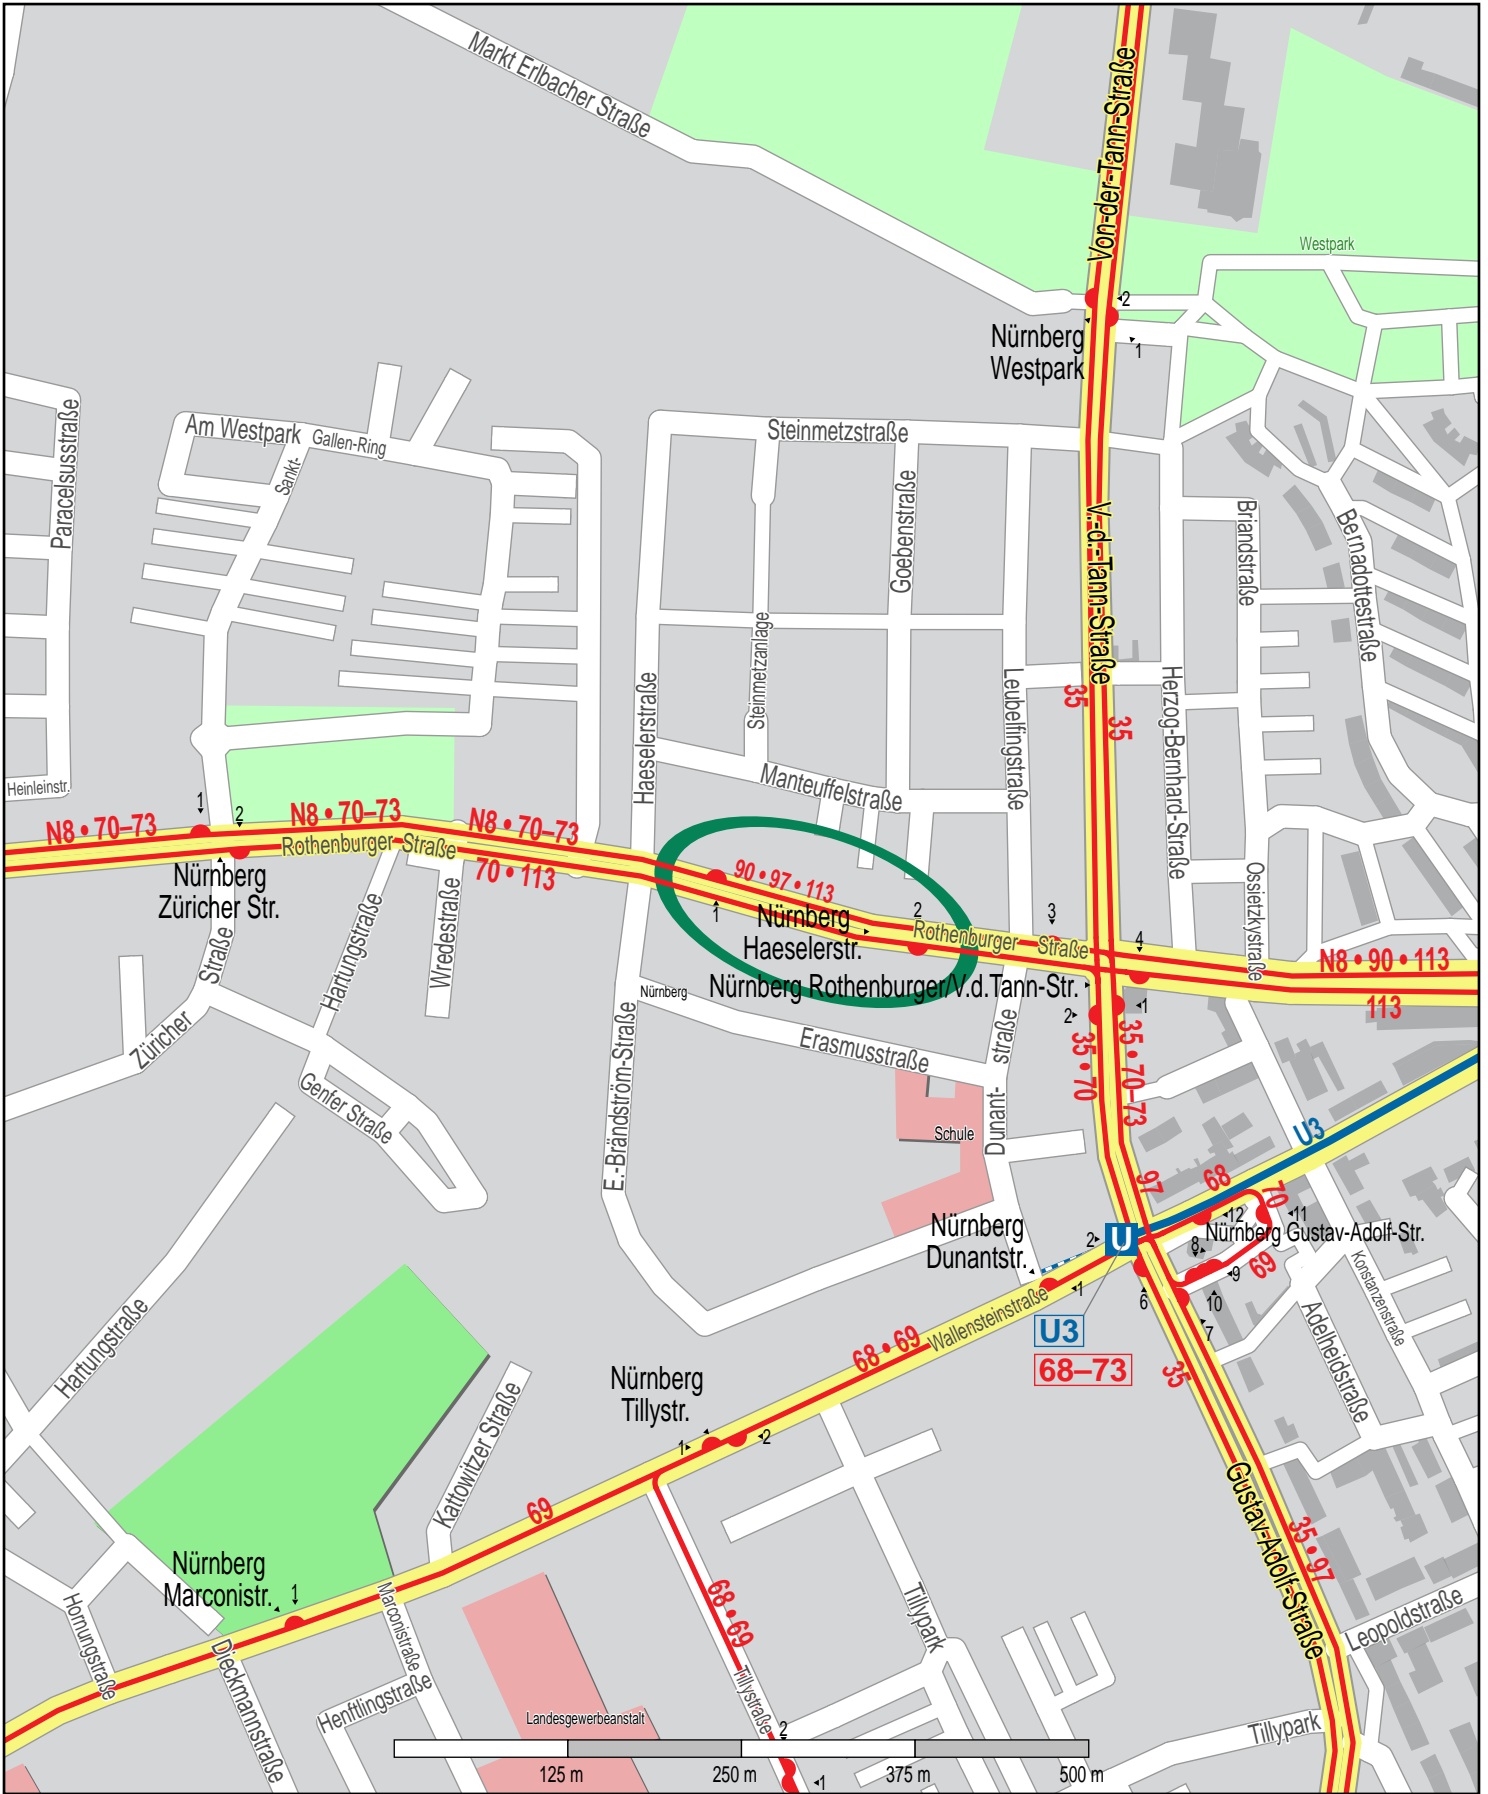 Markt Erlbacher Straße
Von-der-Tann-Straße
Westpark
2
1
Nürnberg
Westpark
Paracelsusstraße
Am Westpark
Gallen-Ring
Sankt-
Steinmetzstraße
Goebenstraße
V.-d.-Tann-Straße
Briandstraße
Bernadottestraße
Steinmetzanlage
Haeselerstraße
Leubelfingstraße
Herzog-Bernhard-Straße
35
35
Manteuffelstraße
Heinleinstr.
1
2
N8 • 70–73
N8 • 70–73
N8 • 70–73
Rothenburger Straße
70 • 113
90 • 97 • 113
Nürnberg
Züricher Str.
1
Nürnberg
Haeselerstr.
2
Rothenburger Straße
3
4
Ossietzkystraße
N8 • 90 • 113
113
Straße
Hartungstraße
Wredestraße
Nürnberg
Nürnberg Rothenburger/V.d.Tann-Str.
2
1
Züricher
Genfer Straße
E.-Brändström-Straße
Erasmusstraße
Dunant-
straße
35 • 70
35 • 70–73
Schule
U3
97
68
70
12
11
Nürnberg Gustav-Adolf-Str.
8
9
69
10
7
6
Nürnberg
Dunantstr.
2
U
1
U3
68–73
Wallensteinstraße
68 • 69
35
Konstanzenstraße
Adelheidstraße
Hartungstraße
Nürnberg
Tillystr.
1
2
Kattowitzer Straße
69
Gustav-Adolf-Straße
35 • 97
Nürnberg
Marconistr.
1
Hornungstraße
Dieckmannstraße
Marconistraße
Henftlingstraße
68 • 69
Tillystraße
Tillypark
Leopoldstraße
Tillypark
Landesgewerbeanstalt
2
1
125 m
250 m
375 m
500 m